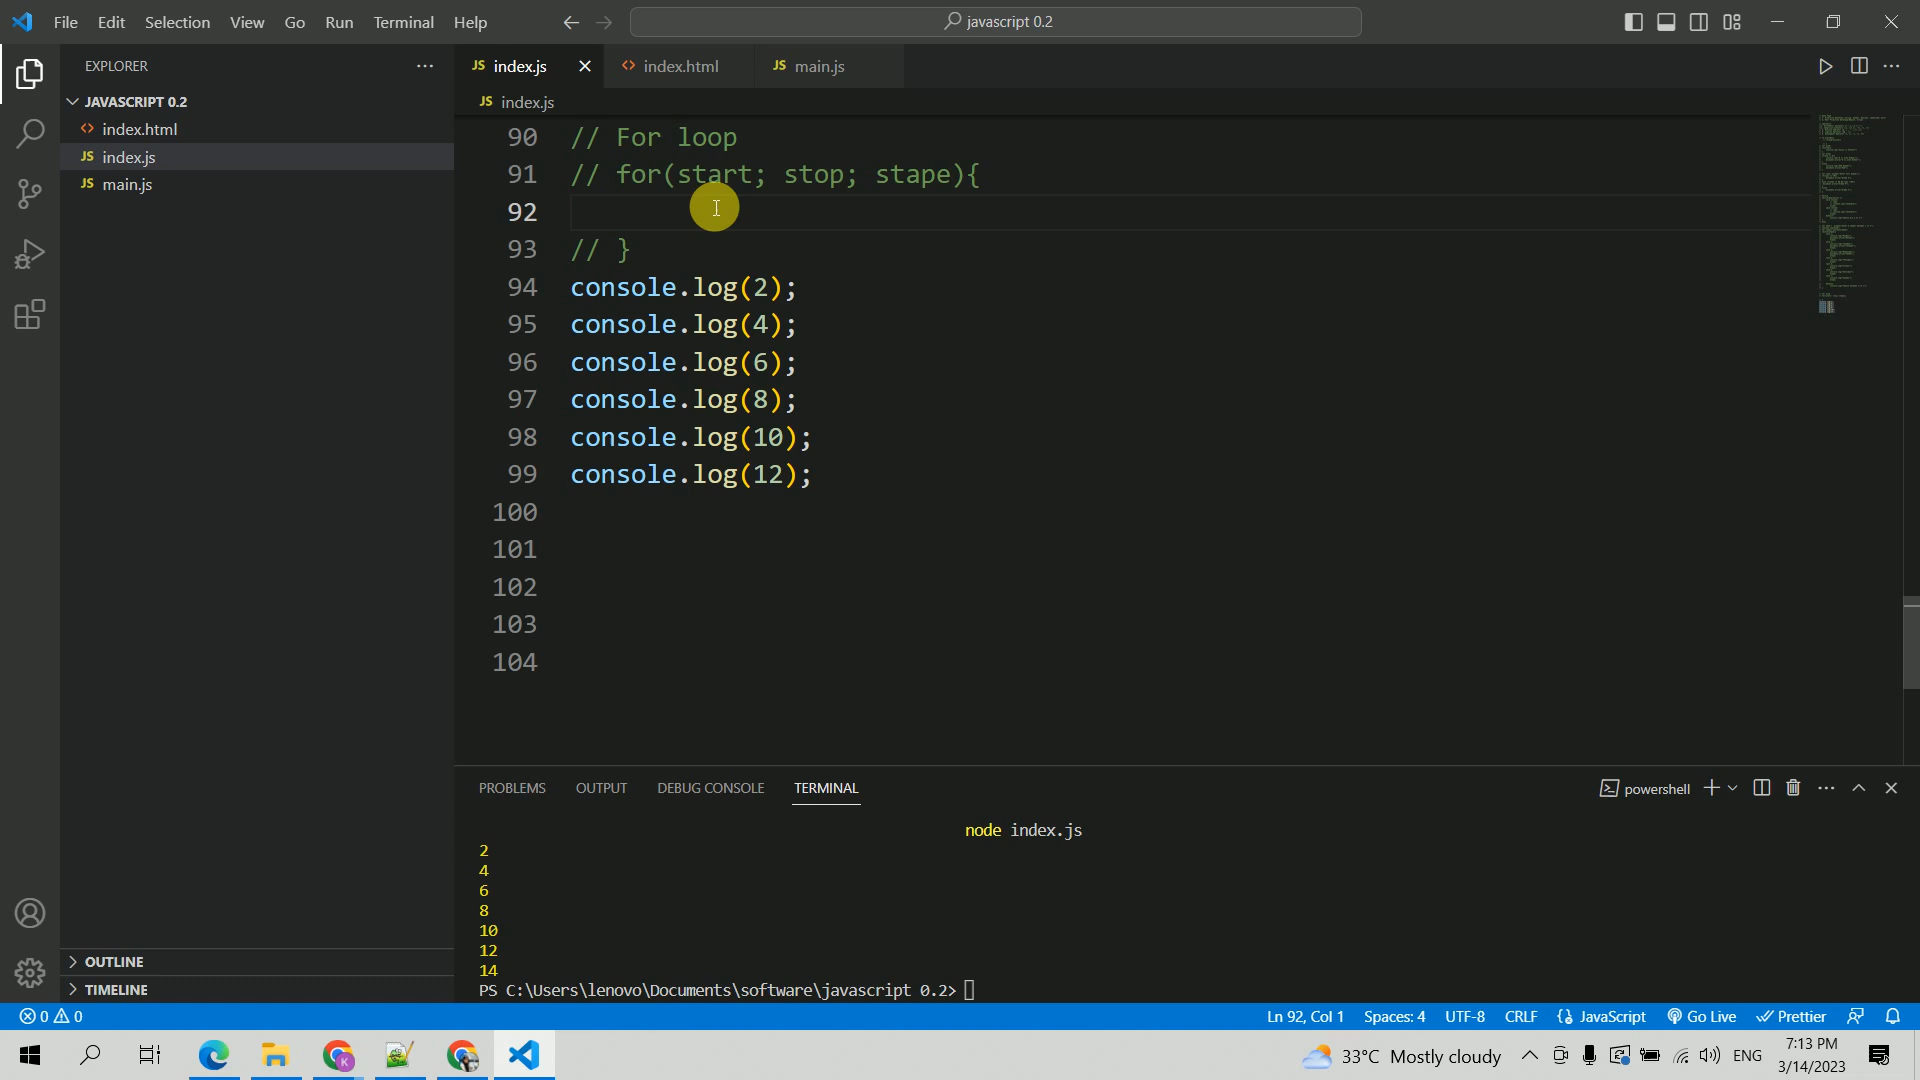 File Edit Selection View Go Run Terminal Help
javascript 0.2
EXPLORER
JAVASCRIPT 0.2
index.html
JS index.js
JS main.js
OUTLINE
TIMELINE
JS index.js
index.html
JS main.js
JS index.js
90 // For loop
91 // for(start; stop; stape){
92
93 // }
94 console.log(2);
95 console.log(4);
96 console.log(6);
97 console.log(8);
98 console.log(10);
99 console.log(12);
100
101
102
103
104
PROBLEMS OUTPUT DEBUG CONSOLE TERMINAL
powershell
node index.js
2
4
6
8
10
12
14
PS C:\Users\lenovo\Documents\software\javascript 0.2>
0 0
Ln 92, Col 1 Spaces: 4 UTF-8 CRLF JavaScript Go Live Prettier
33°C Mostly cloudy
ENG
7:13 PM
3/14/2023